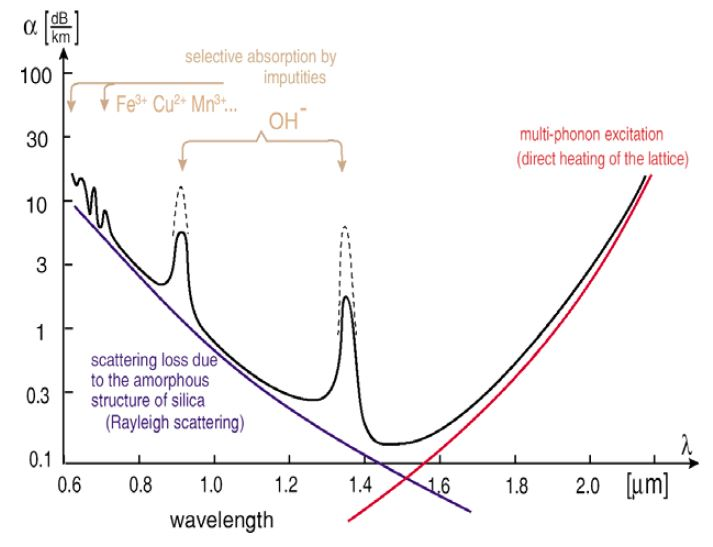 α [dB/km]
selective absorption by
imputities
100
Fe³⁺ Cu²⁺ Mn³⁺...
OH⁻
30
multi-phonon excitation
(direct heating of the lattice)
10
3
1
scattering loss due
to the amorphous
structure of silica
(Rayleigh scattering)
0.3
0.1
λ
0.6 0.8 1.0 1.2 1.4 1.6 1.8 2.0 [μm]
wavelength